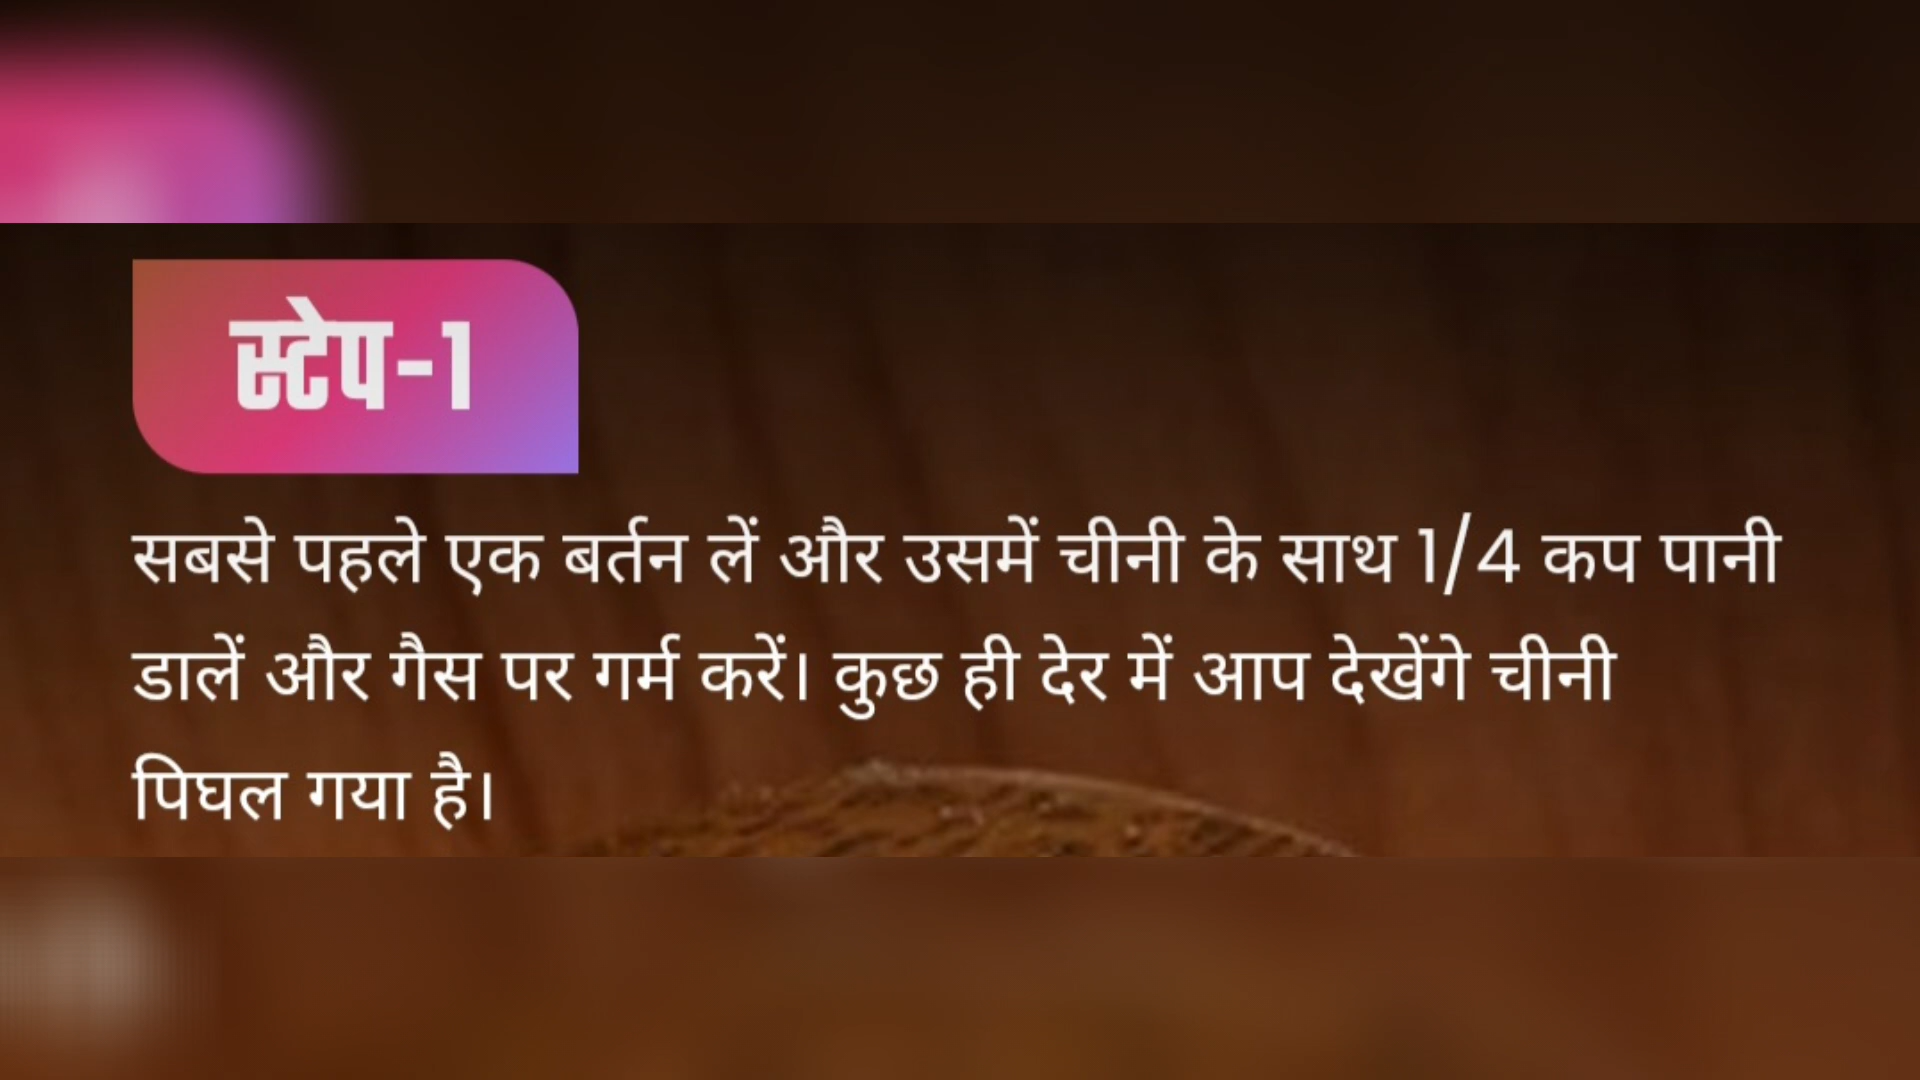 स्टेप-1
सबसे पहले एक बर्तन लें और उसमें चीनी के साथ 1/4 कप पानी
डालें और गैस पर गर्म करें। कुछ ही देर में आप देखेंगे चीनी
पिघल गया है।